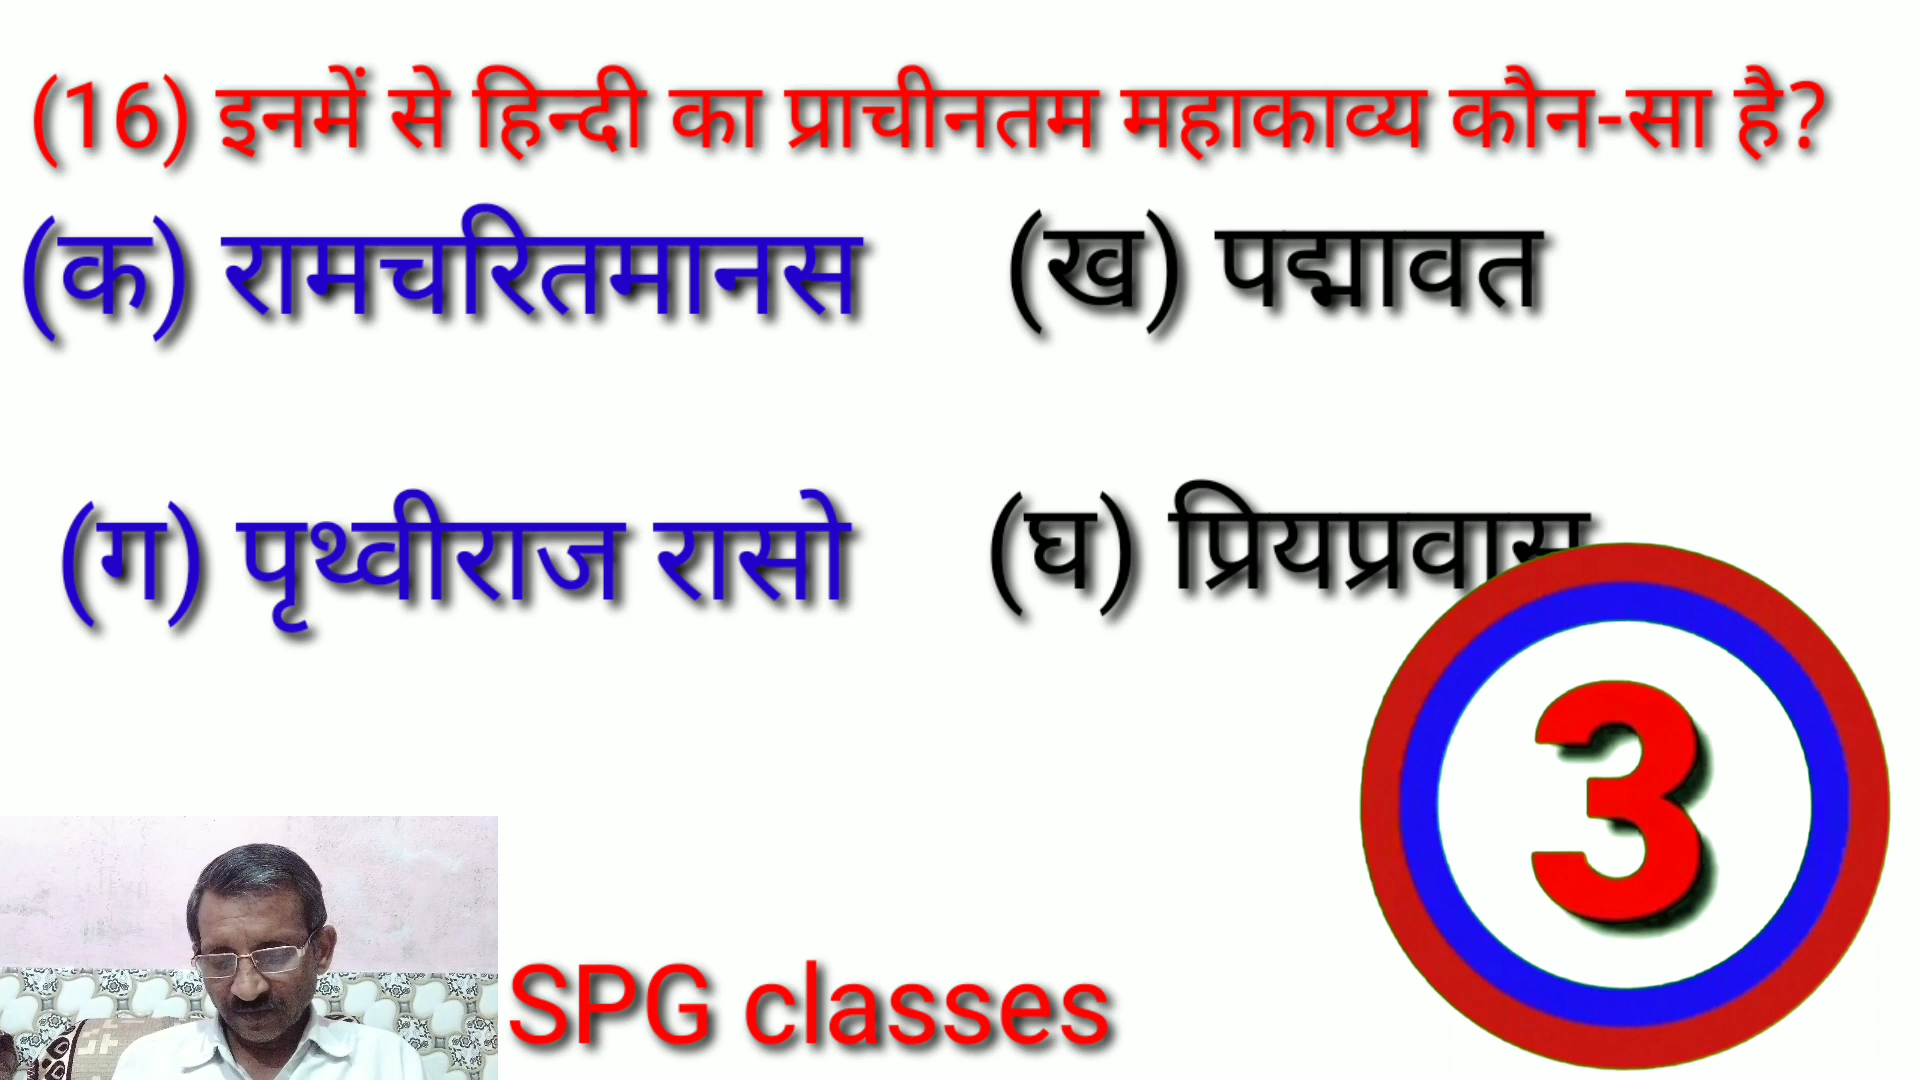 (16) इनमें से हिन्दी का प्राचीनतम महाकाव्य कौन-सा है?
(क) रामचरितमानस (ख) पद्मावत
(ग) पृथ्वीराज रासो (घ) प्रियप्रवास
3
SPG classes